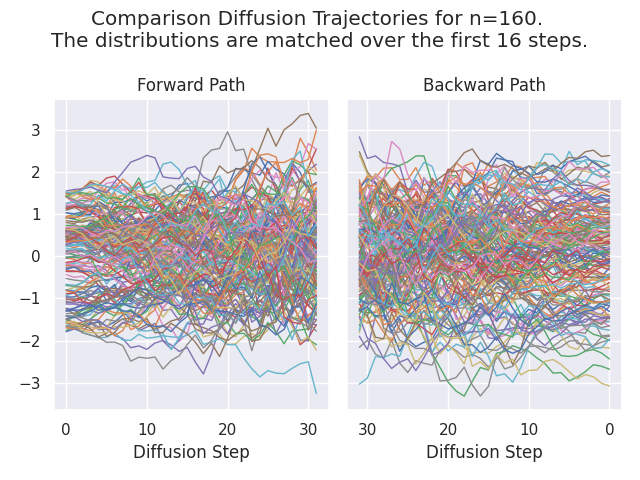 Comparison Diffusion Trajectories for n=160.
The distributions are matched over the first 16 steps.
Forward Path
Backward Path
3
2
1
0
−1
−2
−3
0 10 20 30
30 20 10 0
Diffusion Step
Diffusion Step